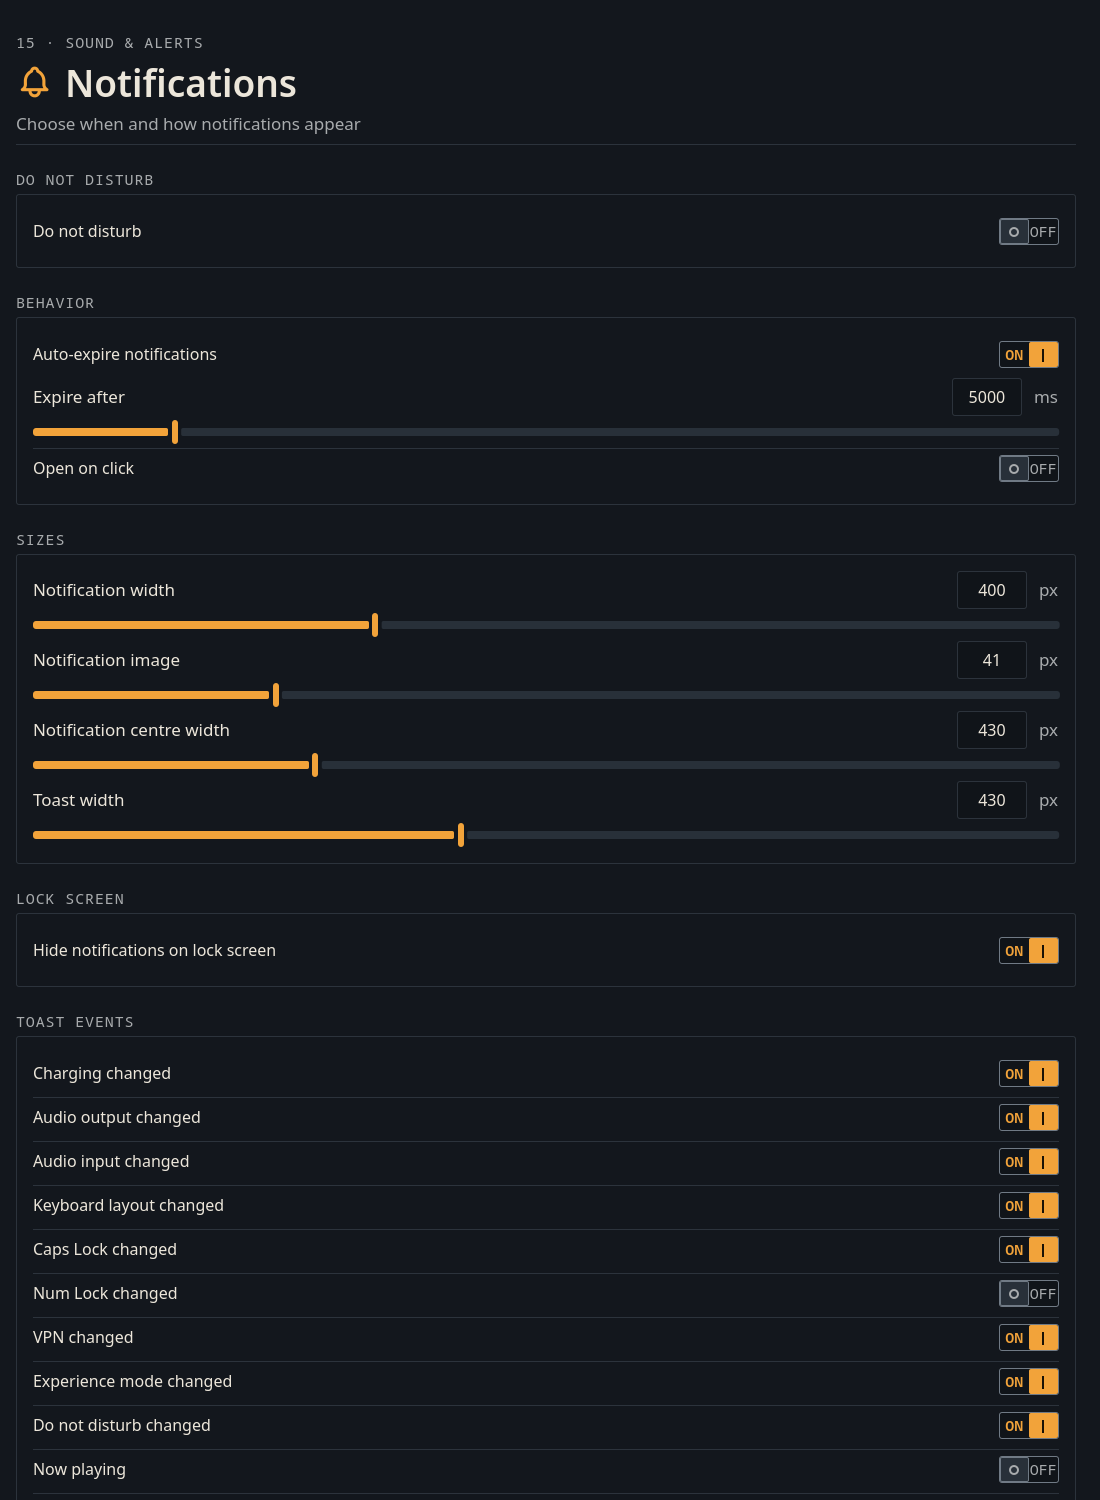 15 · SOUND & ALERTS
Notifications
Choose when and how notifications appear
DO NOT DISTURB
Do not disturb OFF
BEHAVIOR
Auto-expire notifications ON
Expire after 5000 ms
Open on click OFF
SIZES
Notification width 400 px
Notification image 41 px
Notification centre width 430 px
Toast width 430 px
LOCK SCREEN
Hide notifications on lock screen ON
TOAST EVENTS
Charging changed ON
Audio output changed ON
Audio input changed ON
Keyboard layout changed ON
Caps Lock changed ON
Num Lock changed OFF
VPN changed ON
Experience mode changed ON
Do not disturb changed ON
Now playing OFF